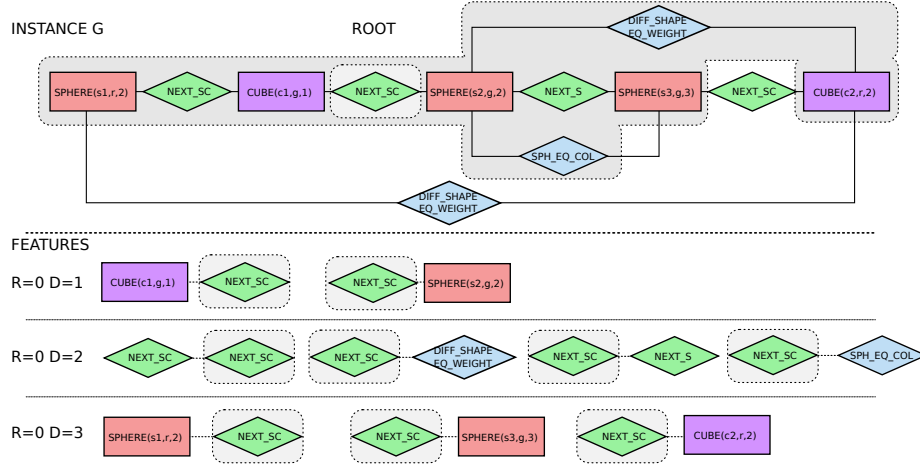 INSTANCE G
ROOT
DIFF_SHAPE
EQ_WEIGHT
SPHERE(s1,r,2)
NEXT_SC
CUBE(c1,g,1)
NEXT_SC
SPHERE(s2,g,2)
NEXT_S
SPHERE(s3,g,3)
NEXT_SC
CUBE(c2,r,2)
SPH_EQ_COL
DIFF_SHAPE
EQ_WEIGHT
FEATURES
R=0 D=1
CUBE(c1,g,1)
NEXT_SC
NEXT_SC
SPHERE(s2,g,2)
R=0 D=2
NEXT_SC
NEXT_SC
NEXT_SC
DIFF_SHAPE
EQ_WEIGHT
NEXT_SC
NEXT_S
NEXT_SC
SPH_EQ_COL
R=0 D=3
SPHERE(s1,r,2)
NEXT_SC
NEXT_SC
SPHERE(s3,g,3)
NEXT_SC
CUBE(c2,r,2)